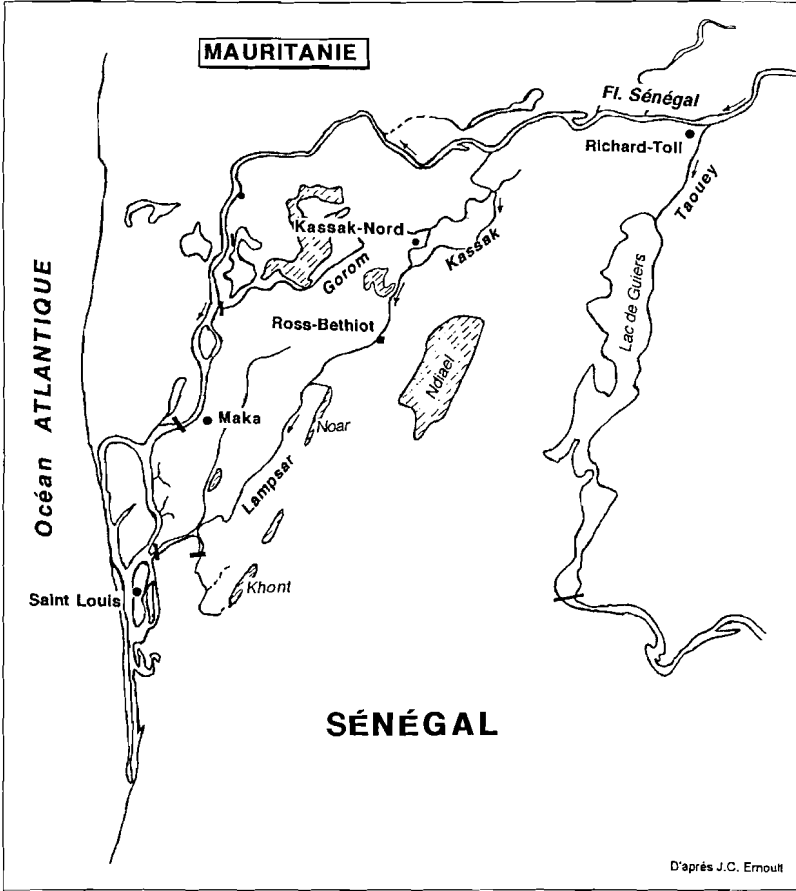 MAURITANIE
Fl. Sénégal
Richard-Toll
Taouey
Kassak-Nord
Kassak
Gorom
Lac de Guiers
Océan ATLANTIQUE
Ross-Bethiot
Ndiael
Maka
Noar
Lampsar
Khont
Saint Louis
SÉNÉGAL
D'après J.C. Ernoult